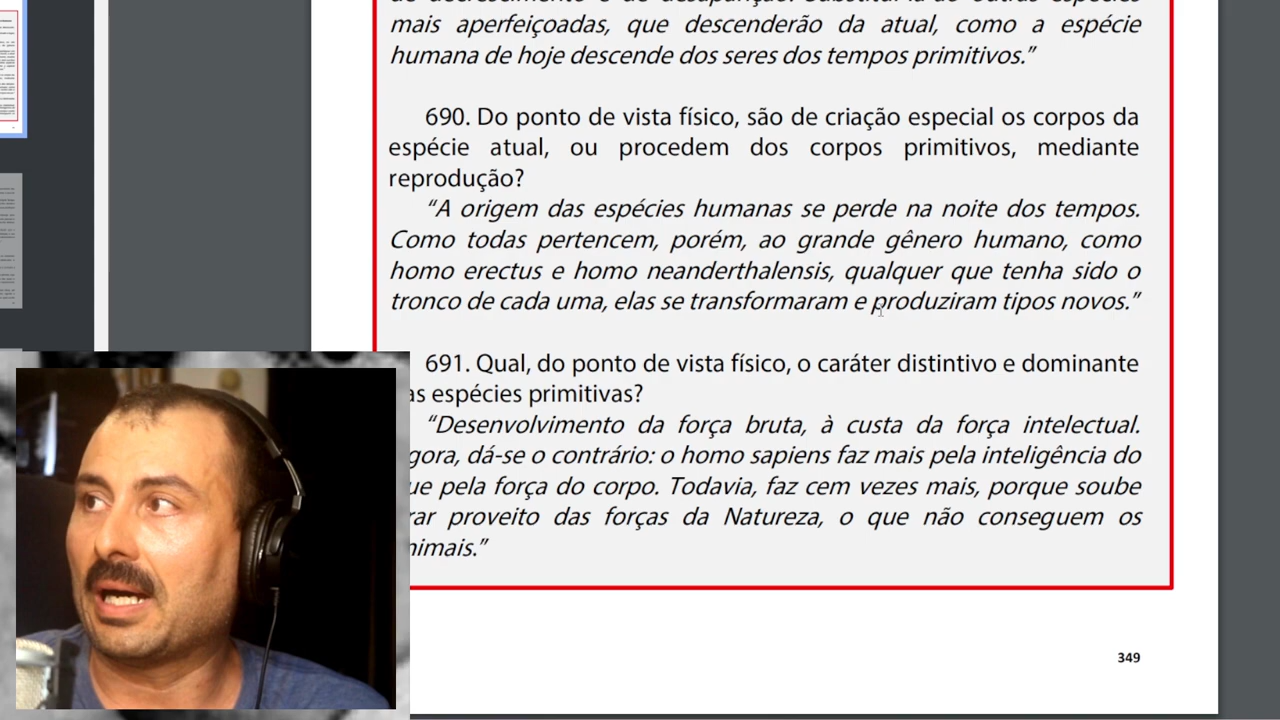 mais aperfeiçoadas, que descenderão da atual, como a espécie
humana de hoje descende dos seres dos tempos primitivos.”
690. Do ponto de vista físico, são de criação especial os corpos da
espécie atual, ou procedem dos corpos primitivos, mediante
reprodução?
“A origem das espécies humanas se perde na noite dos tempos.
Como todas pertencem, porém, ao grande gênero humano, como
homo erectus e homo neanderthalensis, qualquer que tenha sido o
tronco de cada uma, elas se transformaram e produziram tipos novos.”
691. Qual, do ponto de vista físico, o caráter distintivo e dominante
as espécies primitivas?
“Desenvolvimento da força bruta, à custa da força intelectual.
gora, dá-se o contrário: o homo sapiens faz mais pela inteligência do
ue pela força do corpo. Todavia, faz cem vezes mais, porque soube
rar proveito das forças da Natureza, o que não conseguem os
nimais.”
349